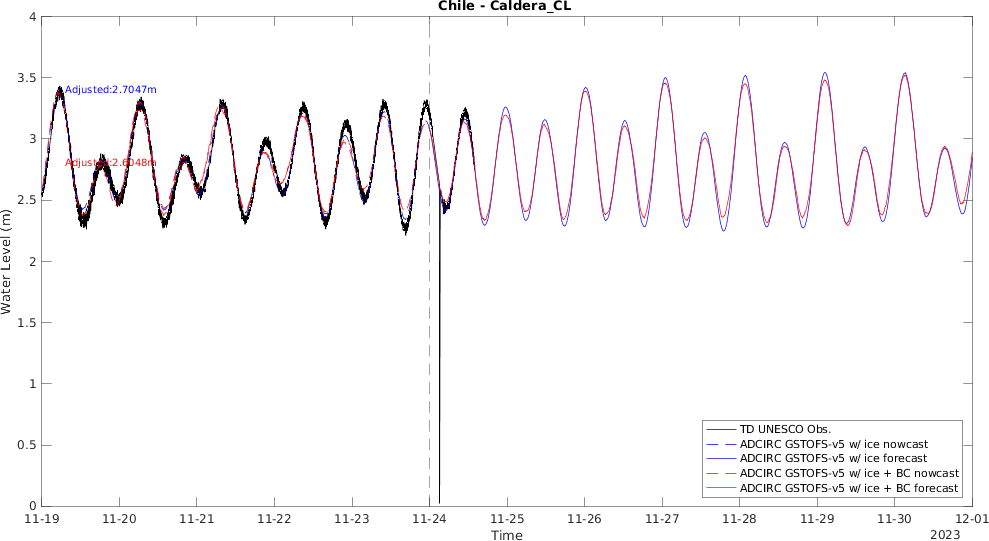 Chile - Caldera_CL
4
3.5
3
2.5
2
1.5
1
0.5
0
Water Level (m)
Adjusted:2.7047m
Adjusted:2.6048m
TD UNESCO Obs.
ADCIRC GSTOFS-v5 w/ ice nowcast
ADCIRC GSTOFS-v5 w/ ice forecast
ADCIRC GSTOFS-v5 w/ ice + BC nowcast
ADCIRC GSTOFS-v5 w/ ice + BC forecast
11-19 11-20 11-21 11-22 11-23 11-24 11-25 11-26 11-27 11-28 11-29 11-30 12-01
Time
2023